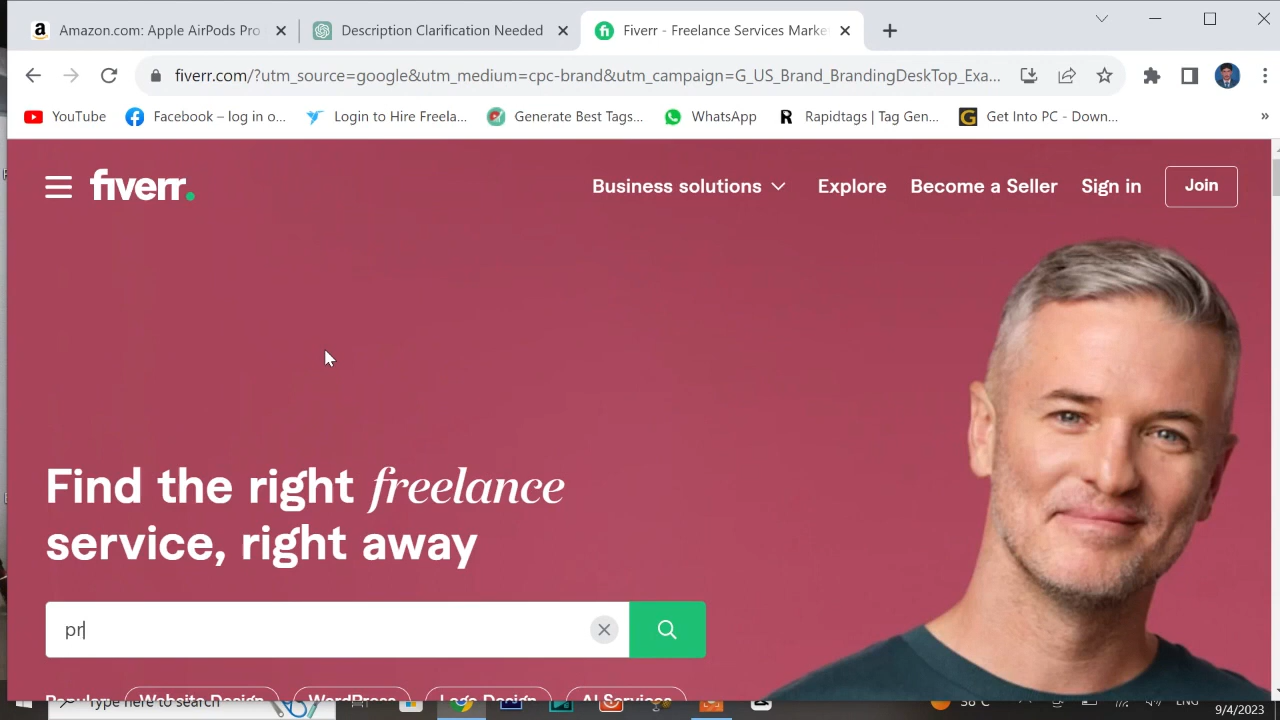 Amazon.com: Apple AirPods Pro
Description Clarification Needed
Fiverr - Freelance Services Marke
fiverr.com/?utm_source=google&utm_medium=cpc-brand&utm_campaign=G_US_Brand_BrandingDeskTop_Exa...
YouTube
Facebook – log in o...
Login to Hire Freela...
Generate Best Tags...
WhatsApp
Rapidtags | Tag Gen...
Get Into PC - Down...
»
fiverr.
Business solutions
Explore
Become a Seller
Sign in
Join
Find the right freelance
service, right away
pr
Popular:
Website Design
WordPress
Logo Design
AI Services
Type here to search
38°C
ENG
9/4/2023